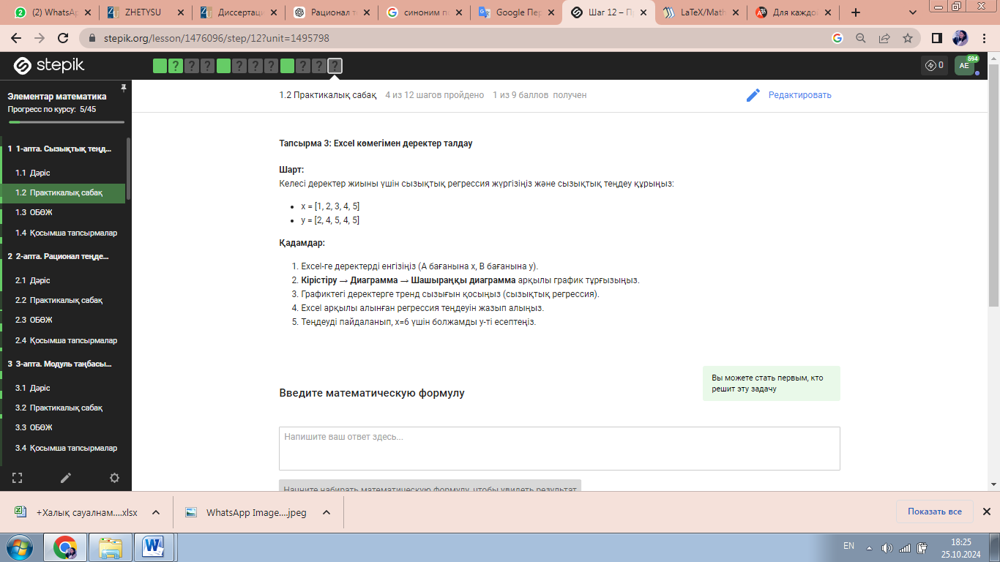 (2) WhatsAp
ZHETYSU
Диссертаци
Рационал те
синоним по
Google Пер
Шаг 12 – Пр
LaTeX/Math
Для каждой
stepik.org/lesson/1476096/step/12?unit=1495798
stepik
? ? ? ? ? ? ? ? ?
0
AE
594
Элементар математика
Прогресс по курсу: 5/45
1 1-апта. Сызықтық теңд...
1.1 Дәріс
1.2 Практикалық сабақ
1.3 ОБӨЖ
1.4 Қосымша тапсырмалар
2 2-апта. Рационал теңде...
2.1 Дәріс
2.2 Практикалық сабақ
2.3 ОБӨЖ
2.4 Қосымша тапсырмалар
3 3-апта. Модуль таңбасы...
3.1 Дәріс
3.2 Практикалық сабақ
3.3 ОБӨЖ
3.4 Қосымша тапсырмалар
1.2 Практикалық сабақ 4 из 12 шагов пройдено 1 из 9 баллов получен
Редактировать
Тапсырма 3: Excel көмегімен деректер талдау
Шарт:
Келесі деректер жиыны үшін сызықтық регрессия жүргізіңіз және сызықтық теңдеу құрыңыз:
• x = [1, 2, 3, 4, 5]
• y = [2, 4, 5, 4, 5]
Қадамдар:
1. Excel-ге деректерді енгізіңіз (A бағанына x, B бағанына y).
2. Кірістіру → Диаграмма → Шашыраңқы диаграмма арқылы график тұрғызыңыз.
3. Графиктегі деректерге тренд сызығын қосыңыз (сызықтық регрессия).
4. Excel арқылы алынған регрессия теңдеуін жазып алыңыз.
5. Теңдеуді пайдаланып, x=6 үшін болжамды y-ті есептеңіз.
Вы можете стать первым, кто
решит эту задачу
Введите математическую формулу
Напишите ваш ответ здесь...
Начните набирать математическую формулу, чтобы увидеть результат
+Халық сауалнам....xlsx
WhatsApp Image....jpeg
Показать все
EN
18:25
25.10.2024